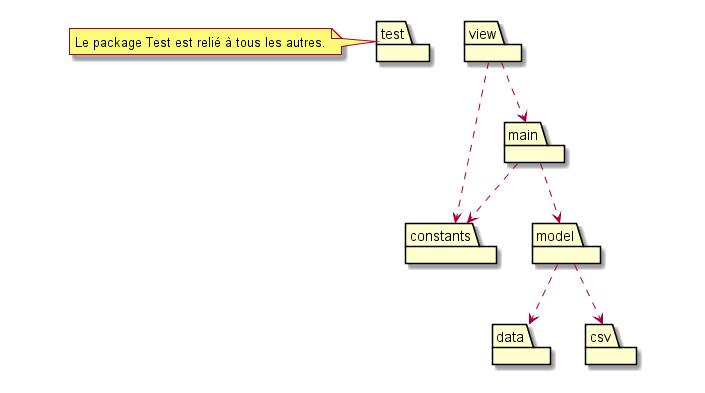 Le package Test est relié à tous les autres.
test
view
main
constants
model
data
csv